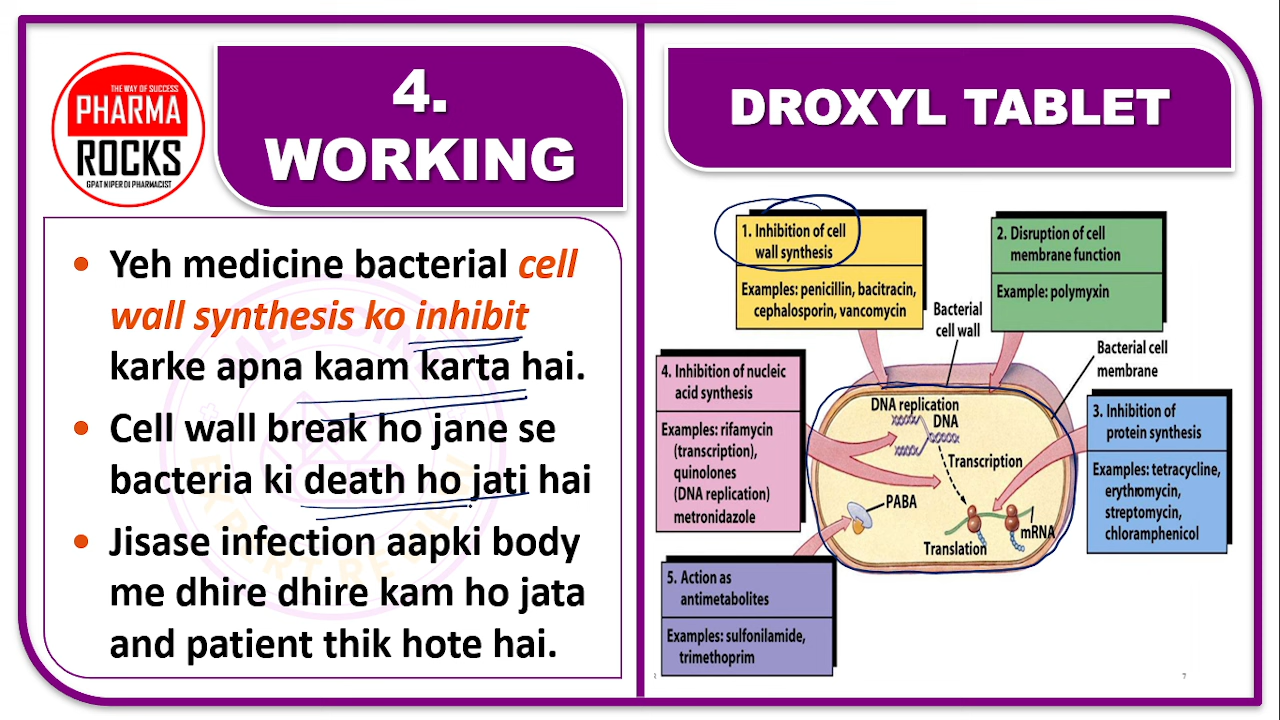 THE WAY OF SUCCESS
PHARMA
ROCKS
GPAT NIPER DI PHARMACIST
4.
WORKING
Yeh medicine bacterial cell
wall synthesis ko inhibit
karke apna kaam karta hai.
Cell wall break ho jane se
bacteria ki death ho jati hai
Jisase infection aapki body
me dhire dhire kam ho jata
and patient thik hote hai.
DROXYL TABLET
1. Inhibition of cell
wall synthesis
Examples: penicillin, bacitracin,
cephalosporin, vancomycin
2. Disruption of cell
membrane function
Example: polymyxin
Bacterial
cell wall
Bacterial cell
membrane
4. Inhibition of nucleic
acid synthesis
Examples: rifamycin
(transcription),
quinolones
(DNA replication)
metronidazole
DNA replication
DNA
Transcription
PABA
mRNA
Translation
3. Inhibition of
protein synthesis
Examples: tetracycline,
erythromycin,
streptomycin,
chloramphenicol
5. Action as
antimetabolites
Examples: sulfonilamide,
trimethoprim
7